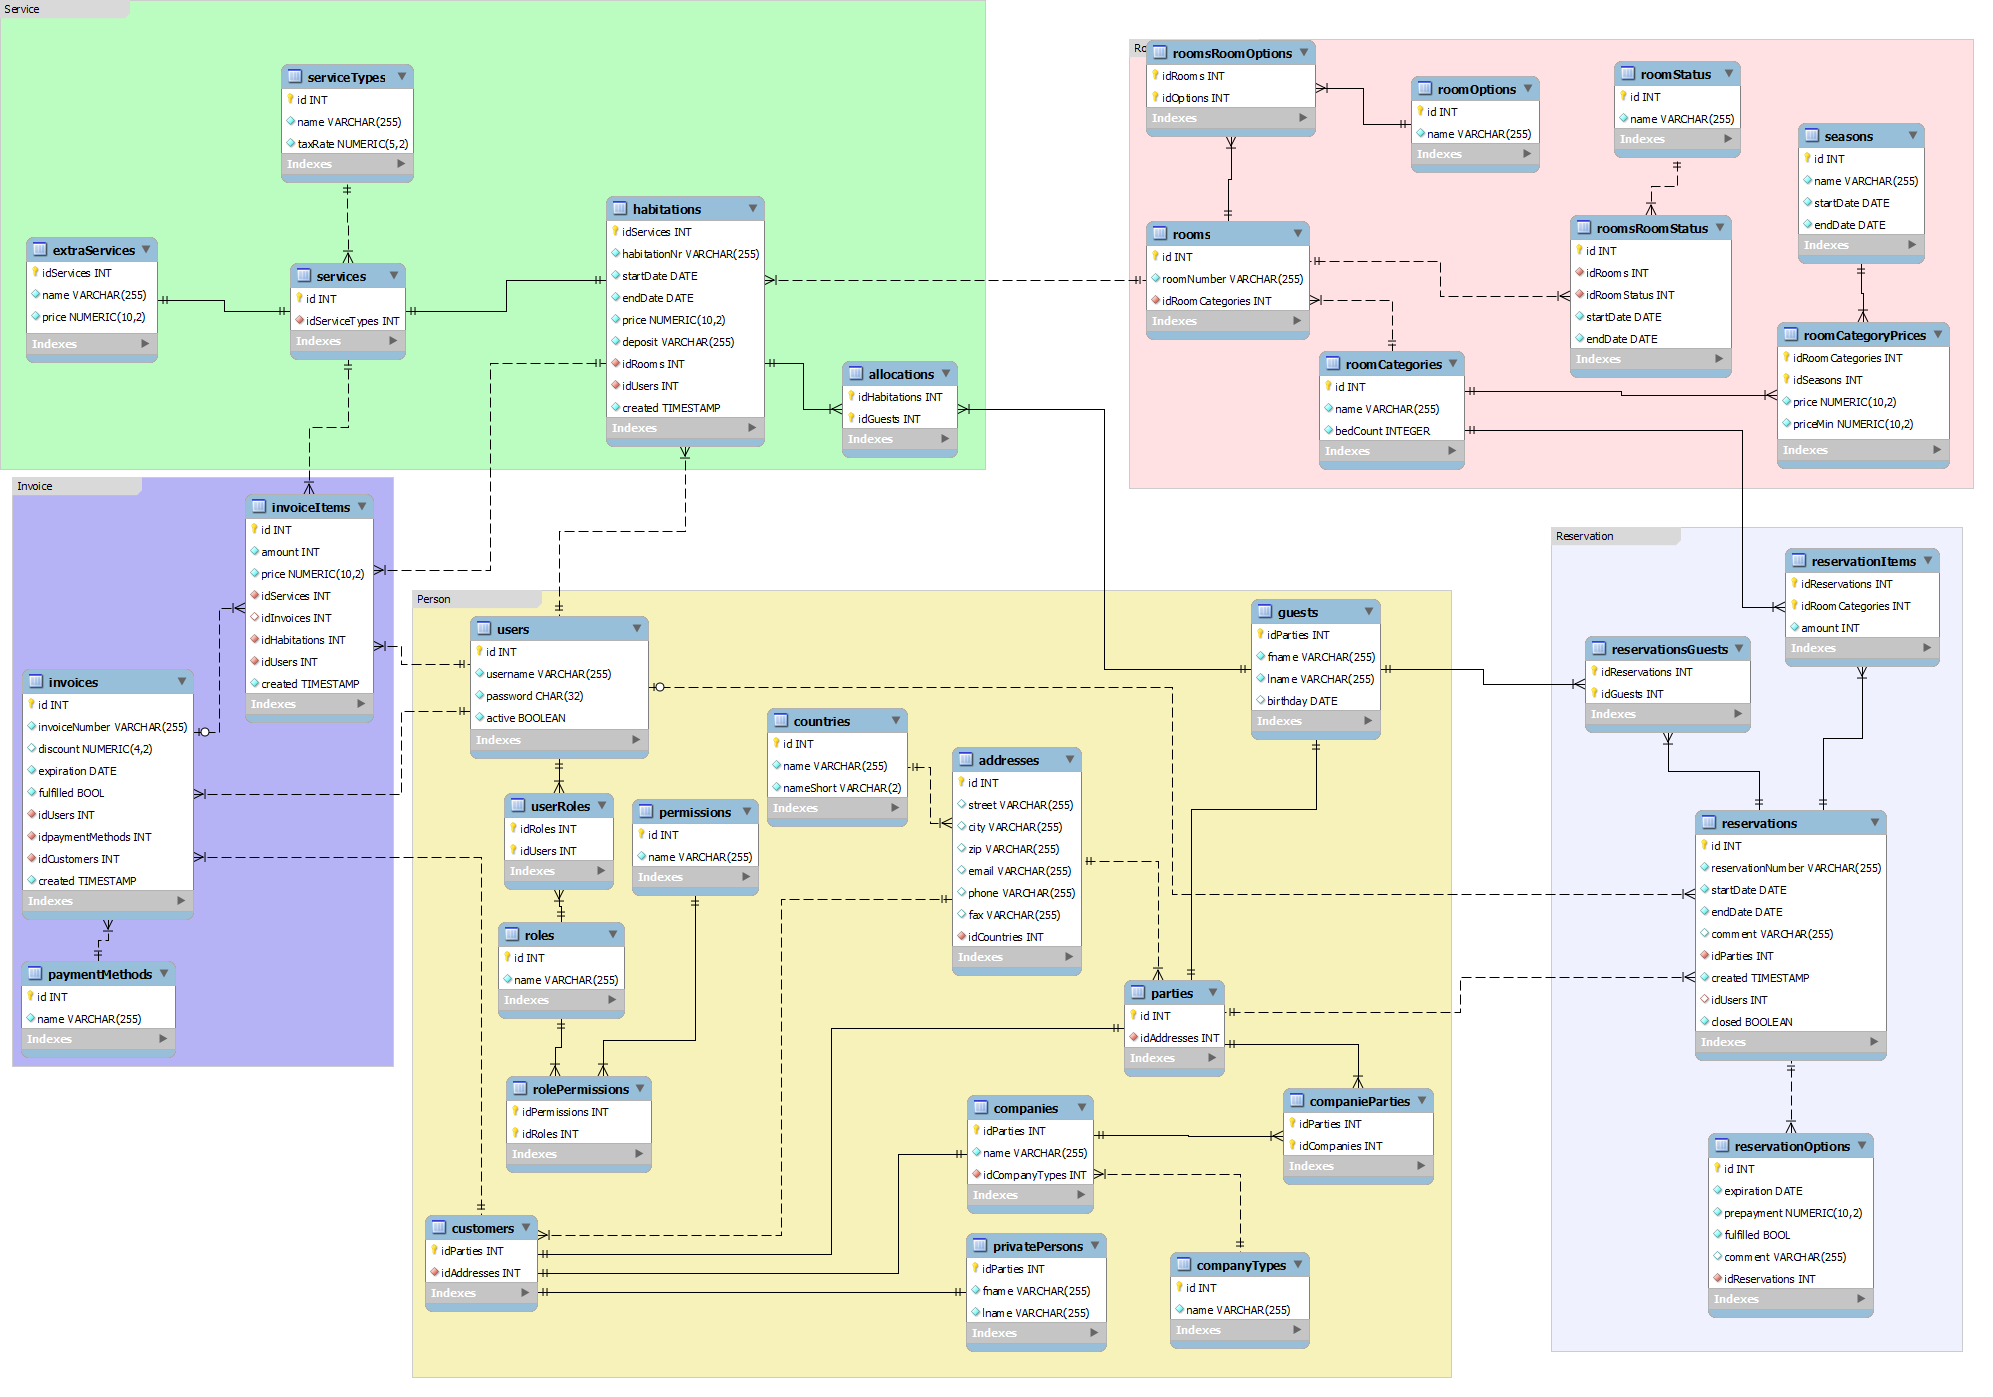 Service
serviceTypes
id INT
name VARCHAR(255)
taxRate NUMERIC(5,2)
Indexes
extraServices
idServices INT
name VARCHAR(255)
price NUMERIC(10,2)
Indexes
services
id INT
idServiceTypes INT
Indexes
habitations
idServices INT
habitationNr VARCHAR(255)
startDate DATE
endDate DATE
price NUMERIC(10,2)
deposit VARCHAR(255)
idRooms INT
idUsers INT
created TIMESTAMP
Indexes
allocations
idHabitations INT
idGuests INT
Indexes
Ro
roomsRoomOptions
idRooms INT
idOptions INT
Indexes
roomOptions
id INT
name VARCHAR(255)
Indexes
roomStatus
id INT
name VARCHAR(255)
Indexes
seasons
id INT
name VARCHAR(255)
startDate DATE
endDate DATE
Indexes
rooms
id INT
roomNumber VARCHAR(255)
idRoomCategories INT
Indexes
roomsRoomStatus
id INT
idRooms INT
idRoomStatus INT
startDate DATE
endDate DATE
Indexes
roomCategories
id INT
name VARCHAR(255)
bedCount INTEGER
Indexes
roomCategoryPrices
idRoomCategories INT
idSeasons INT
price NUMERIC(10,2)
priceMin NUMERIC(10,2)
Indexes
Invoice
invoiceItems
id INT
amount INT
price NUMERIC(10,2)
idServices INT
idInvoices INT
idHabitations INT
idUsers INT
created TIMESTAMP
Indexes
invoices
id INT
invoiceNumber VARCHAR(255)
discount NUMERIC(4,2)
expiration DATE
fulfilled BOOL
idUsers INT
idpaymentMethods INT
idCustomers INT
created TIMESTAMP
Indexes
paymentMethods
id INT
name VARCHAR(255)
Indexes
Person
users
id INT
username VARCHAR(255)
password CHAR(32)
active BOOLEAN
Indexes
guests
idParties INT
fname VARCHAR(255)
lname VARCHAR(255)
birthday DATE
Indexes
countries
id INT
name VARCHAR(255)
nameShort VARCHAR(2)
Indexes
addresses
id INT
street VARCHAR(255)
city VARCHAR(255)
zip VARCHAR(255)
email VARCHAR(255)
phone VARCHAR(255)
fax VARCHAR(255)
idCountries INT
Indexes
userRoles
idRoles INT
idUsers INT
Indexes
permissions
id INT
name VARCHAR(255)
Indexes
roles
id INT
name VARCHAR(255)
Indexes
parties
id INT
idAddresses INT
Indexes
rolePermissions
idPermissions INT
idRoles INT
Indexes
companies
idParties INT
name VARCHAR(255)
idCompanyTypes INT
Indexes
companieParties
idParties INT
idCompanies INT
Indexes
customers
idParties INT
idAddresses INT
Indexes
privatePersons
idParties INT
fname VARCHAR(255)
lname VARCHAR(255)
Indexes
companyTypes
id INT
name VARCHAR(255)
Indexes
Reservation
reservationItems
idReservations INT
idRoomCategories INT
amount INT
Indexes
reservationsGuests
idReservations INT
idGuests INT
Indexes
reservations
id INT
reservationNumber VARCHAR(255)
startDate DATE
endDate DATE
comment VARCHAR(255)
idParties INT
created TIMESTAMP
idUsers INT
closed BOOLEAN
Indexes
reservationOptions
id INT
expiration DATE
prepayment NUMERIC(10,2)
fulfilled BOOL
comment VARCHAR(255)
idReservations INT
Indexes